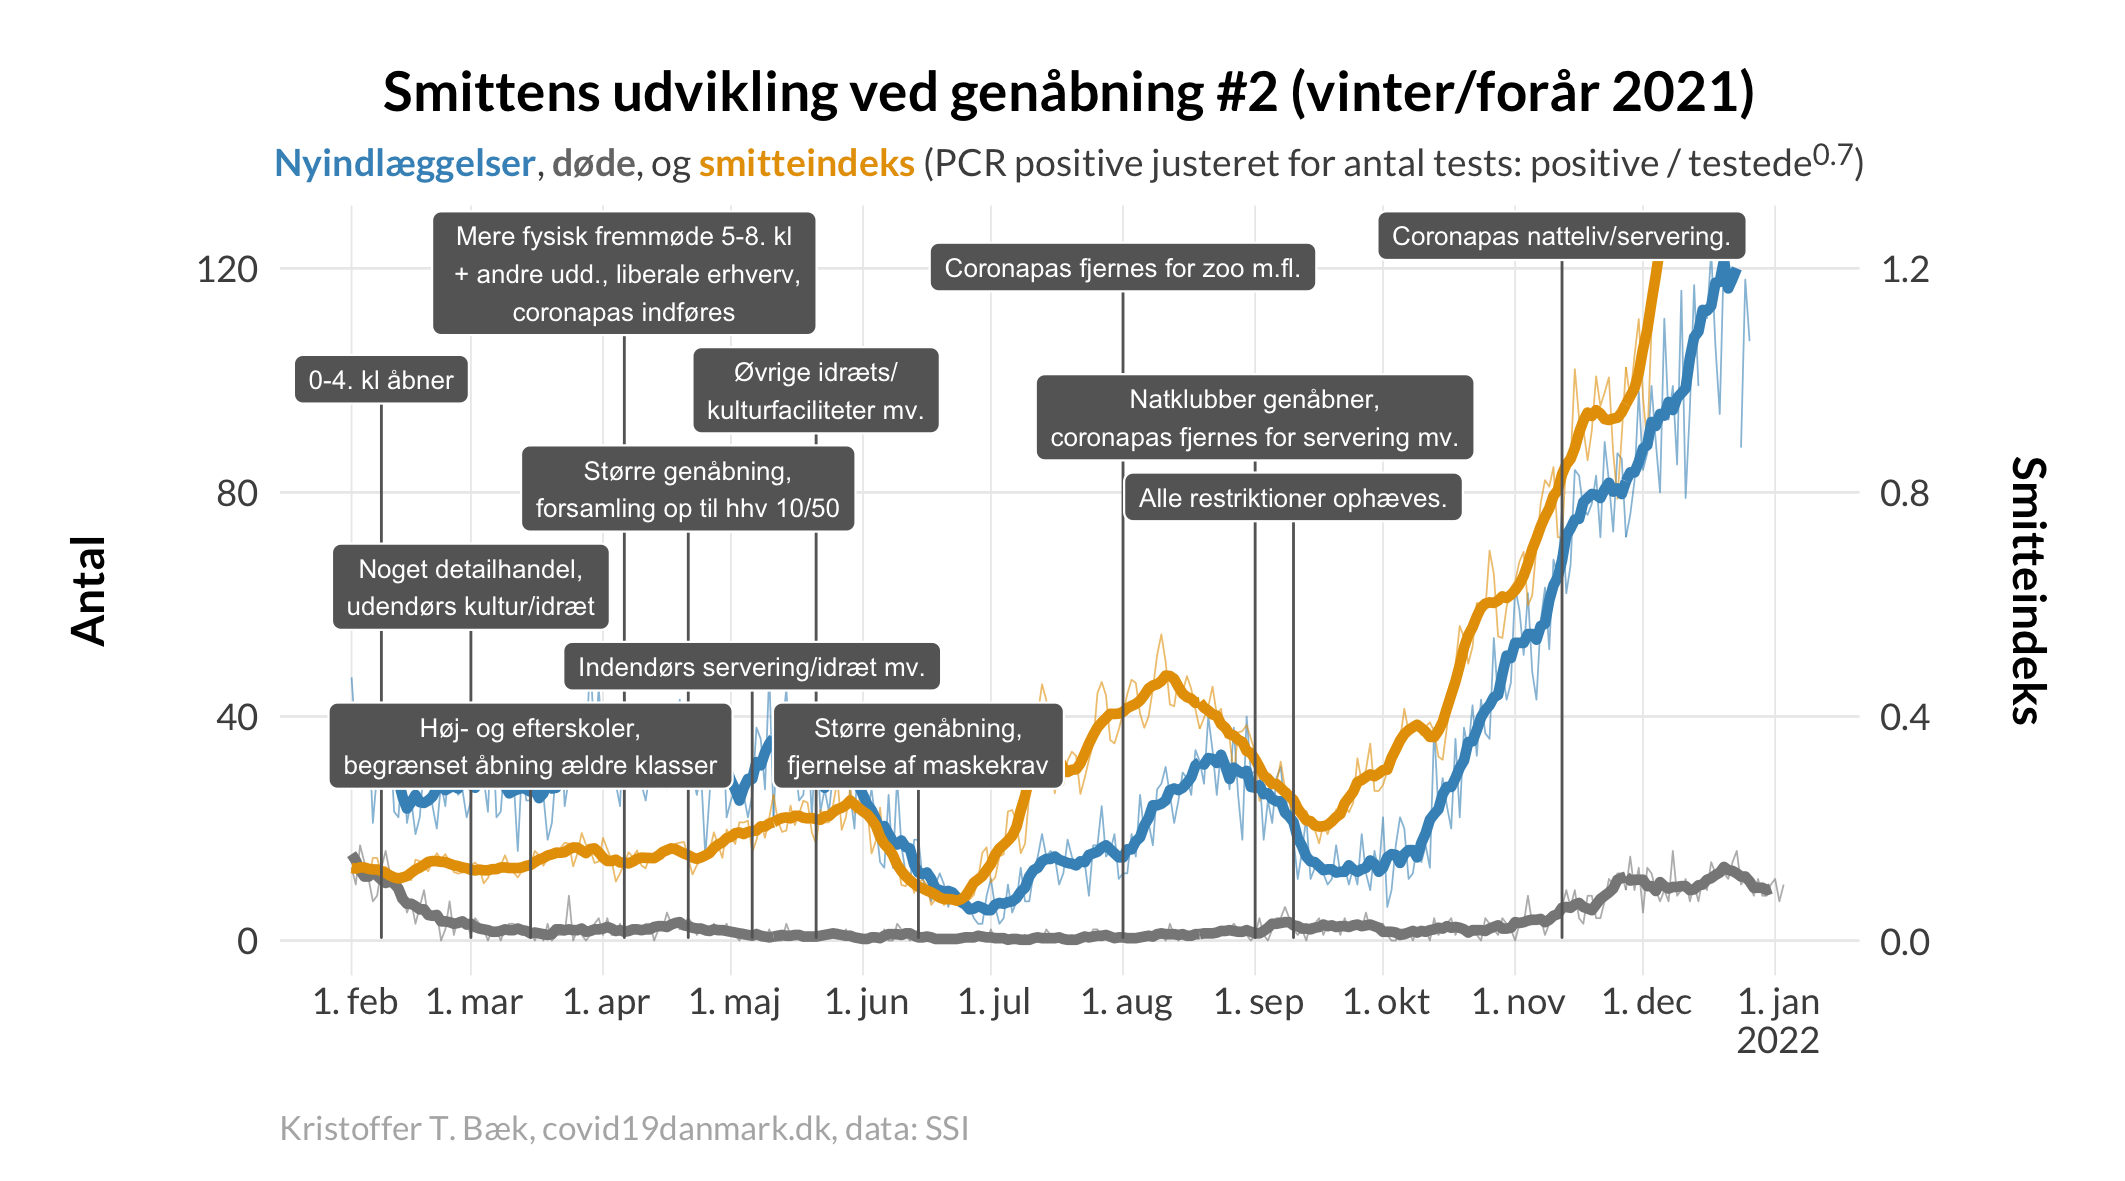 Smittens udvikling ved genåbning #2 (vinter/forår 2021)
Nyindlæggelser, døde, og smitteindeks (PCR positive justeret for antal tests: positive / testede^0.7)
Mere fysisk fremmøde 5-8. kl
+ andre udd., liberale erhverv,
coronapas indføres
Coronapas fjernes for zoo m.fl.
Coronapas natteliv/servering.
0-4. kl åbner
Øvrige idræts/
kulturfaciliteter mv.
Natklubber genåbner,
coronapas fjernes for servering mv.
Større genåbning,
forsamling op til hhv 10/50
Alle restriktioner ophæves.
Noget detailhandel,
udendørs kultur/idræt
Indendørs servering/idræt mv.
Høj- og efterskoler,
begrænset åbning ældre klasser
Større genåbning,
fjernelse af maskekrav
Antal
120
80
40
0
Smitteindeks
1.2
0.8
0.4
0.0
1. feb
1. mar
1. apr
1. maj
1. jun
1. jul
1. aug
1. sep
1. okt
1. nov
1. dec
1. jan
2022
Kristoffer T. Bæk, covid19danmark.dk, data: SSI